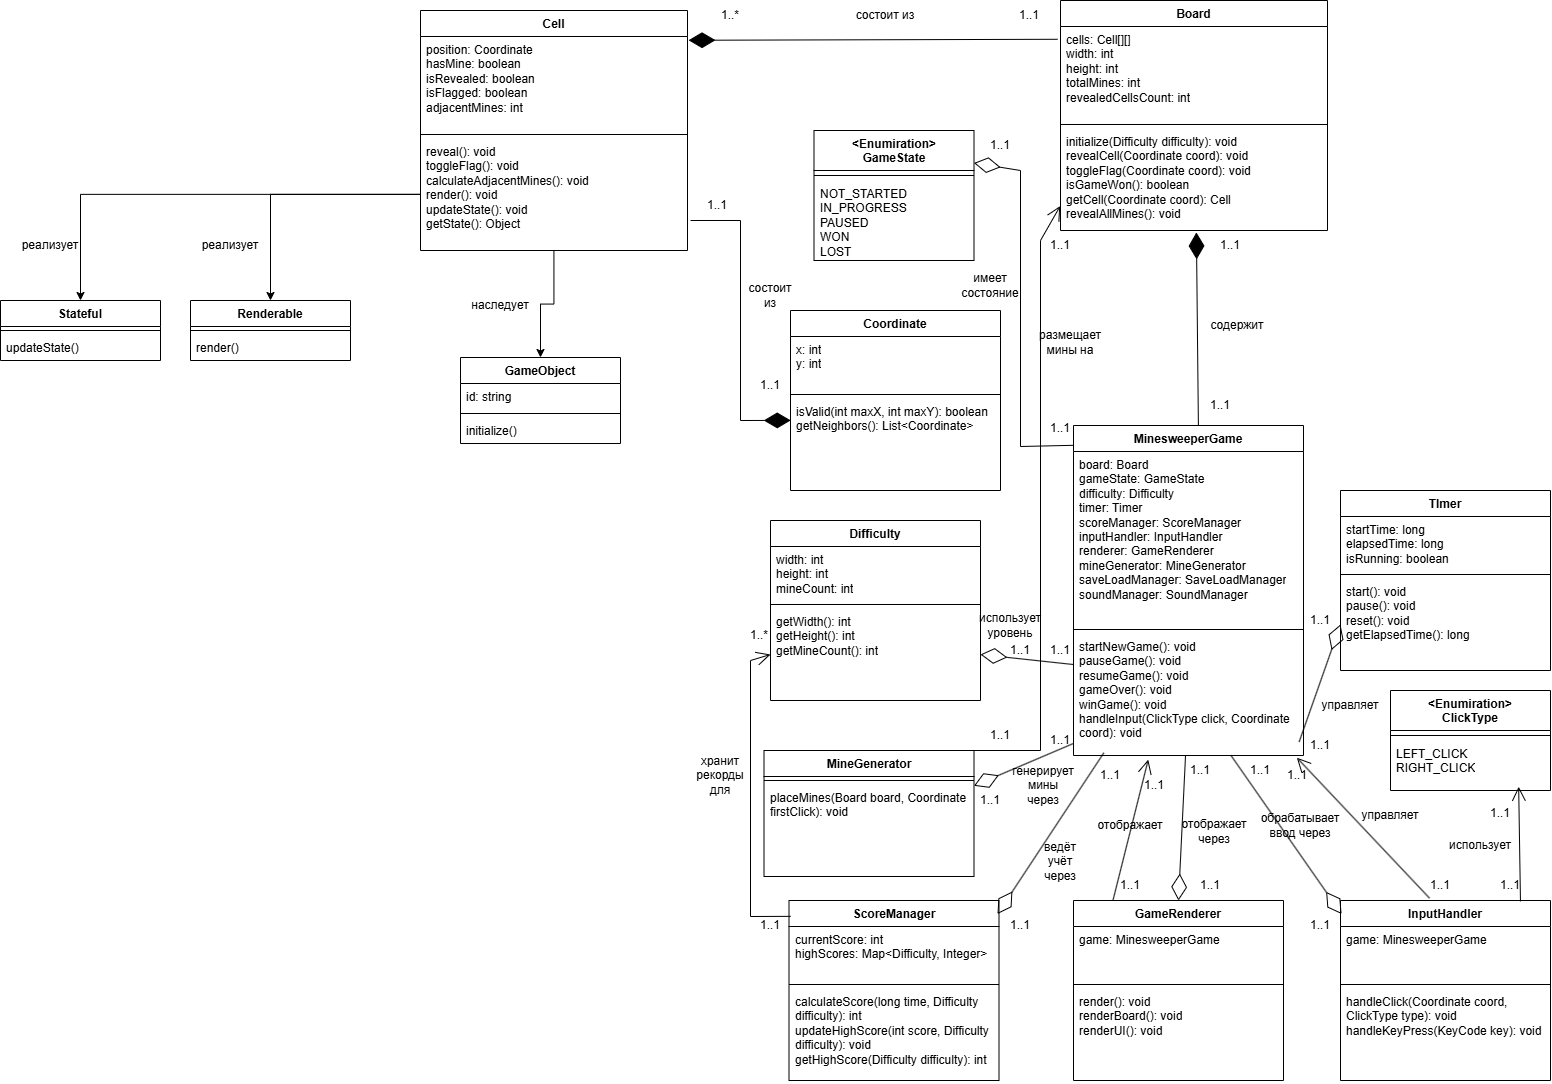 Cell
position: Coordinate
hasMine: boolean
isRevealed: boolean
isFlagged: boolean
adjacentMines: int
reveal(): void
toggleFlag(): void
calculateAdjacentMines(): void
render(): void
updateState(): void
getState(): Object
1..*
состоит из
1..1
Board
cells: Cell[][]
width: int
height: int
totalMines: int
revealedCellsCount: int
initialize(Difficulty difficulty): void
revealCell(Coordinate coord): void
toggleFlag(Coordinate coord): void
isGameWon(): boolean
getCell(Coordinate coord): Cell
revealAllMines(): void
<Enumiration>
GameState
NOT_STARTED
IN_PROGRESS
PAUSED
WON
LOST
1..1
1..1
1..1
1..1
реализует
реализует
Stateful
updateState()
Renderable
render()
наследует
GameObject
id: string
initialize()
состоит
из
1..1
имеет
состояние
Coordinate
x: int
y: int
isValid(int maxX, int maxY): boolean
getNeighbors(): List<Coordinate>
размещает
мины на
содержит
1..1
1..1
MinesweeperGame
board: Board
gameState: GameState
difficulty: Difficulty
timer: Timer
scoreManager: ScoreManager
inputHandler: InputHandler
renderer: GameRenderer
mineGenerator: MineGenerator
saveLoadManager: SaveLoadManager
soundManager: SoundManager
startNewGame(): void
pauseGame(): void
resumeGame(): void
gameOver(): void
winGame(): void
handleInput(ClickType click, Coordinate
coord): void
TImer
startTime: long
elapsedTime: long
isRunning: boolean
start(): void
pause(): void
reset(): void
getElapsedTime(): long
Difficulty
width: int
height: int
mineCount: int
getWidth(): int
getHeight(): int
getMineCount(): int
1..*
использует
уровень
1..1
1..1
1..1
управляет
1..1
<Enumiration>
ClickType
LEFT_CLICK
RIGHT_CLICK
хранит
рекорды
для
1..1
1..1
MineGenerator
placeMines(Board board, Coordinate
firstClick): void
генерирует
мины
через
1..1
1..1
1..1
1..1
1..1
1..1
отображает
отображает
через
обрабатывает
ввод через
управляет
1..1
использует
ведёт
учёт
через
1..1
1..1
1..1
1..1
1..1
1..1
1..1
ScoreManager
currentScore: int
highScores: Map<Difficulty, Integer>
calculateScore(long time, Difficulty
difficulty): int
updateHighScore(int score, Difficulty
difficulty): void
getHighScore(Difficulty difficulty): int
GameRenderer
game: MinesweeperGame
render(): void
renderBoard(): void
renderUI(): void
1..1
InputHandler
game: MinesweeperGame
handleClick(Coordinate coord,
ClickType type): void
handleKeyPress(KeyCode key): void